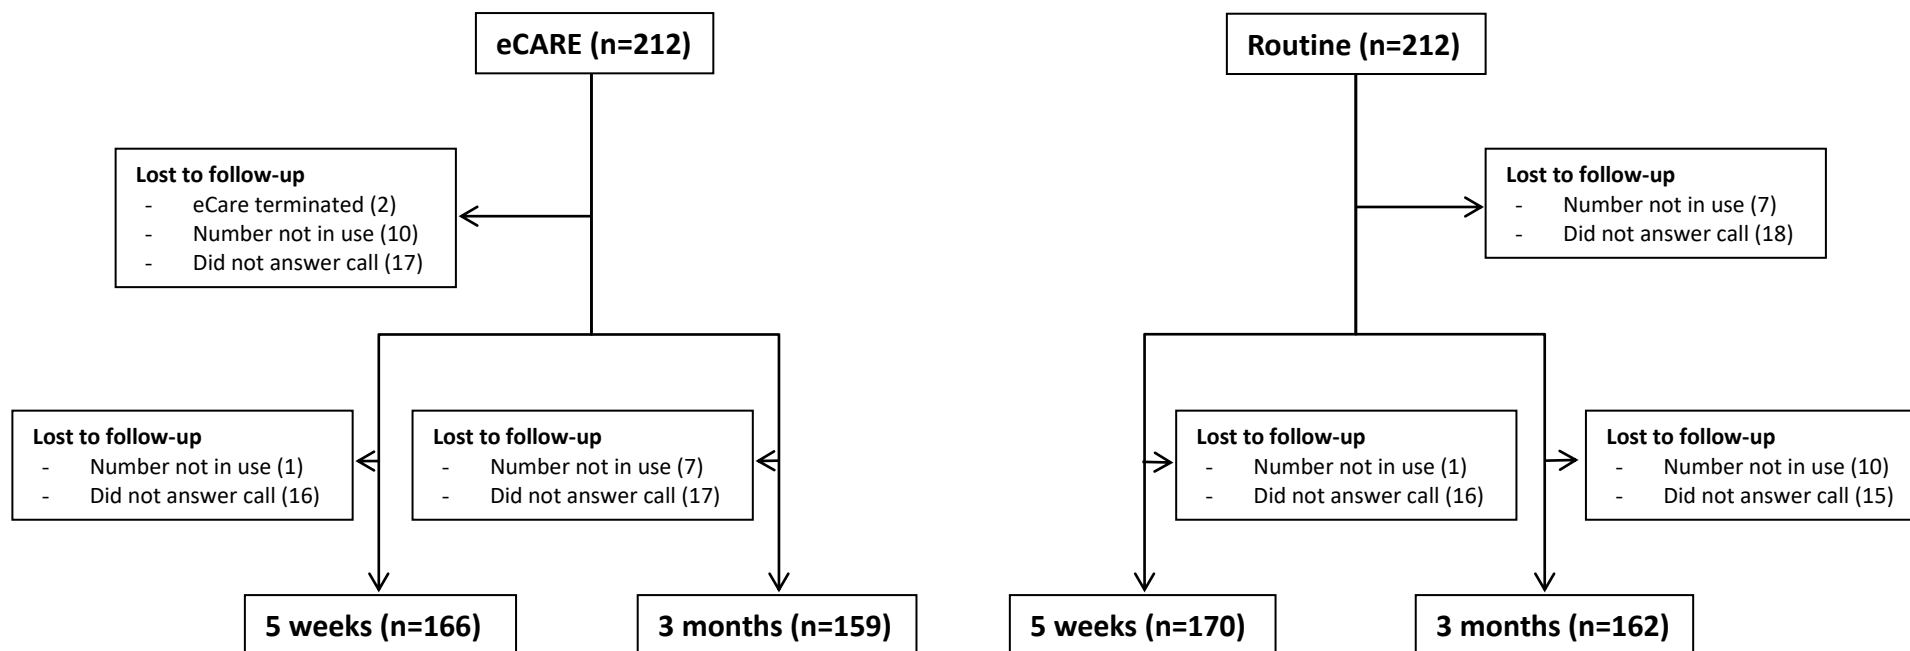 eCARE (n=212)
Routine (n=212)
Lost to follow-up
- eCare terminated (2)
- Number not in use (10)
- Did not answer call (17)
Lost to follow-up
- Number not in use (7)
- Did not answer call (18)
Lost to follow-up
- Number not in use (1)
- Did not answer call (16)
Lost to follow-up
- Number not in use (7)
- Did not answer call (17)
Lost to follow-up
- Number not in use (1)
- Did not answer call (16)
Lost to follow-up
- Number not in use (10)
- Did not answer call (15)
5 weeks (n=166)
3 months (n=159)
5 weeks (n=170)
3 months (n=162)